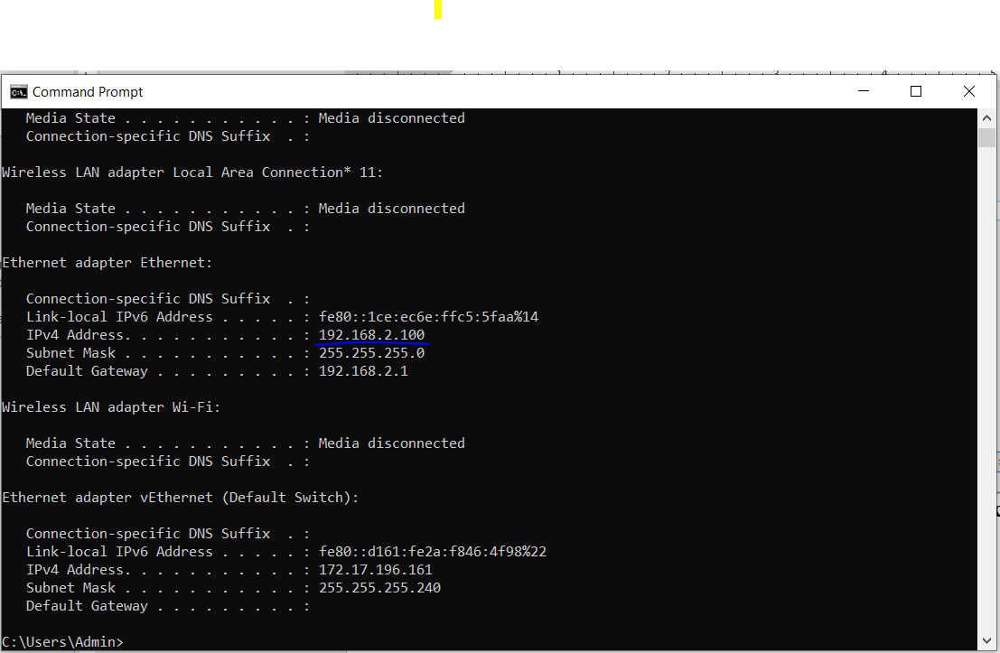 Command Prompt
Media State . . . . . . . . . . . : Media disconnected
Connection-specific DNS Suffix  . :
Wireless LAN adapter Local Area Connection* 11:
Media State . . . . . . . . . . . : Media disconnected
Connection-specific DNS Suffix  . :
Ethernet adapter Ethernet:
Connection-specific DNS Suffix  . :
Link-local IPv6 Address . . . . . : fe80::1ce:ec6e:ffc5:5faa%14
IPv4 Address. . . . . . . . . . . : 192.168.2.100
Subnet Mask . . . . . . . . . . . : 255.255.255.0
Default Gateway . . . . . . . . . : 192.168.2.1
Wireless LAN adapter Wi-Fi:
Media State . . . . . . . . . . . : Media disconnected
Connection-specific DNS Suffix  . :
Ethernet adapter vEthernet (Default Switch):
Connection-specific DNS Suffix  . :
Link-local IPv6 Address . . . . . : fe80::d161:fe2a:f846:4f98%22
IPv4 Address. . . . . . . . . . . : 172.17.196.161
Subnet Mask . . . . . . . . . . . : 255.255.255.240
Default Gateway . . . . . . . . . :
C:\Users\Admin>